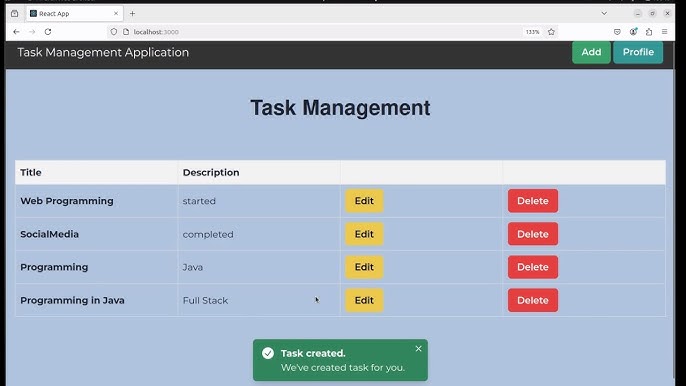 React App
localhost:3000
133%
Task Management Application
Add
Profile
Task Management
Title Description
Web Programming started Edit Delete
SocialMedia completed Edit Delete
Programming Java Edit Delete
Programming in Java Full Stack Edit Delete
Task created.
We've created task for you.